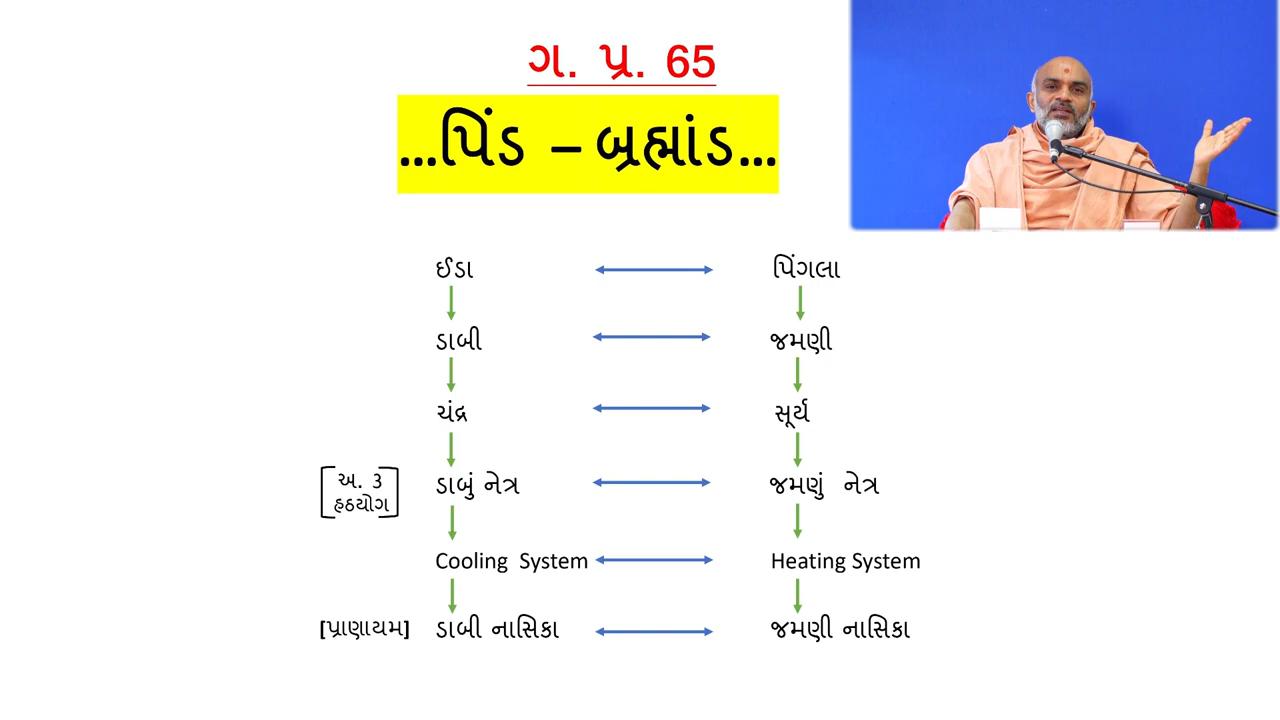 ગ. પ્ર. 65
...પિંડ – બ્રહ્માંડ...
ઈડા પિંગલા
ડાબી જમણી
ચંદ્ર સૂર્ય
અ. 3
હઠયોગ
ડાબું નેત્ર જમણું નેત્ર
Cooling System Heating System
[પ્રાણાયમ] ડાબી નાસિકા જમણી નાસિકા